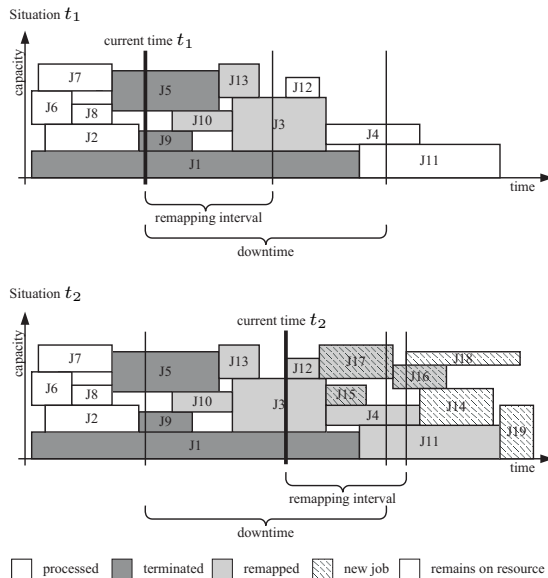 Situation t1
current time t1
capacity
J7
J5
J13
J12
J6
J8
J10
J3
J2
J9
J4
J1
J11
time
remapping interval
downtime
Situation t2
current time t2
capacity
J7
J5
J13
J12
J17
J18
J6
J8
J16
J10
J3
J15
J14
J2
J9
J4
J19
J1
J11
time
remapping interval
downtime
processed terminated remapped new job remains on resource